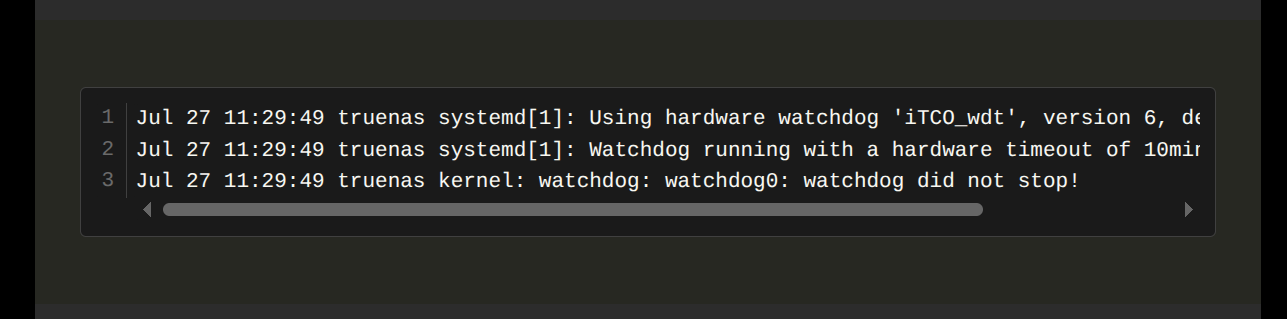 1 Jul 27 11:29:49 truenas systemd[1]: Using hardware watchdog 'iTCO_wdt', version 6, de
2 Jul 27 11:29:49 truenas systemd[1]: Watchdog running with a hardware timeout of 10min
3 Jul 27 11:29:49 truenas kernel: watchdog: watchdog0: watchdog did not stop!